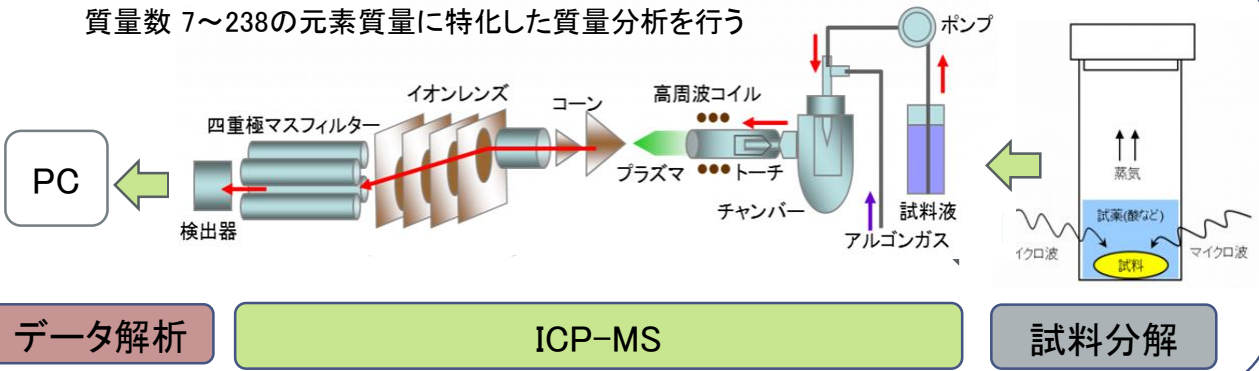 質量数 7～238の元素質量に特化した質量分析を行う
ポンプ
イオンレンズ
コーン
高周波コイル
四重極マスフィルター
PC
プラズマ
トーチ
チャンバー
試料液
検出器
アルゴンガス
蒸気
試薬(酸など)
イクロ波
マイクロ波
試料
データ解析
ICP-MS
試料分解